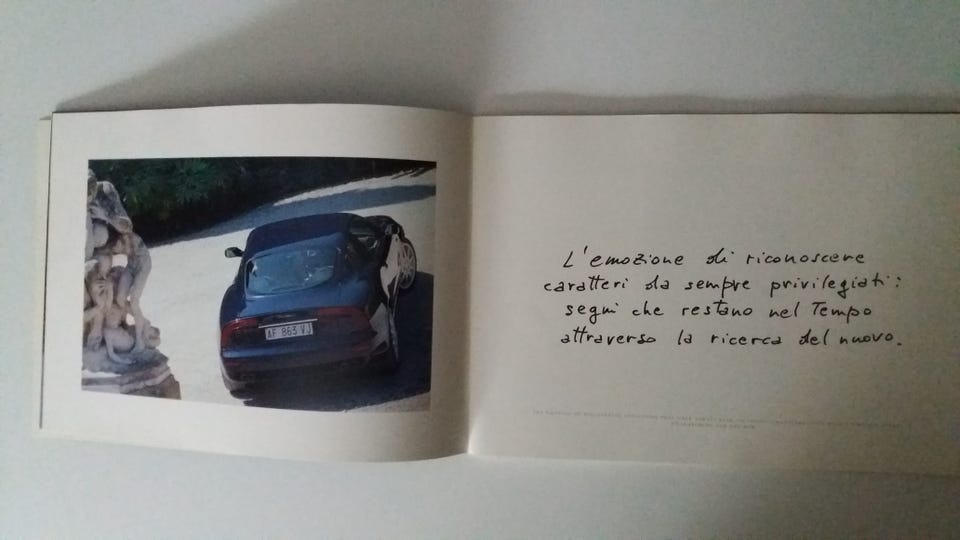 AF 863 VJ
L'emozione di riconoscere
caratteri da sempre privilegiati:
segni che restano nel Tempo
attraverso la ricerca del nuovo.